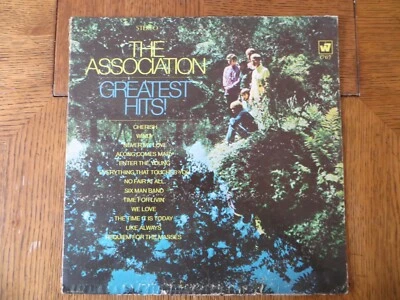 STEREO
THE
ASSOCIATION
GREATEST
HITS!
W7
CHERISH
WINDY
NEVER MY LOVE
ALONG COMES MARY
ENTER THE YOUNG
EVERYTHING THAT TOUCHES YOU
NO FAIR AT ALL
SIX MAN BAND
TIME FOR LIVIN'
WE LOVE
THE TIME IT IS TODAY
LIKE ALWAYS
REQUIEM FOR THE MASSES